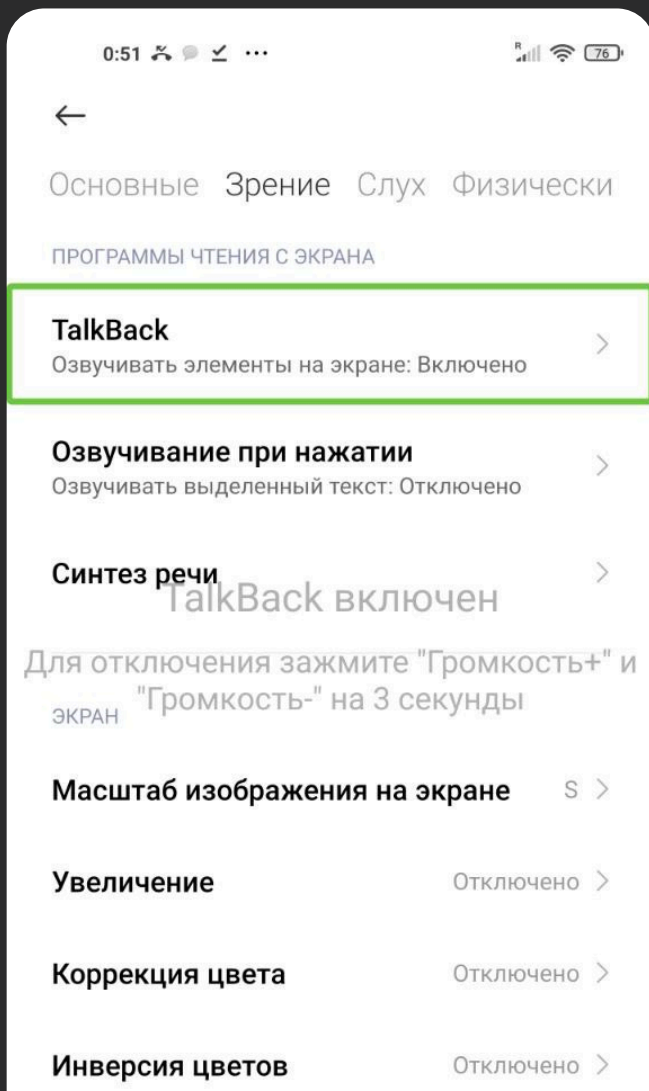 0:51 ...
R 76
Основные Зрение Слух Физически
ПРОГРАММЫ ЧТЕНИЯ С ЭКРАНА
TalkBack
Озвучивать элементы на экране: Включено
Озвучивание при нажатии
Озвучивать выделенный текст: Отключено
Синтез речи
TalkBack включен
Для отключения зажмите "Громкость+" и
"Громкость-" на 3 секунды
ЭКРАН
Масштаб изображения на экране S
Увеличение Отключено
Коррекция цвета Отключено
Инверсия цветов Отключено